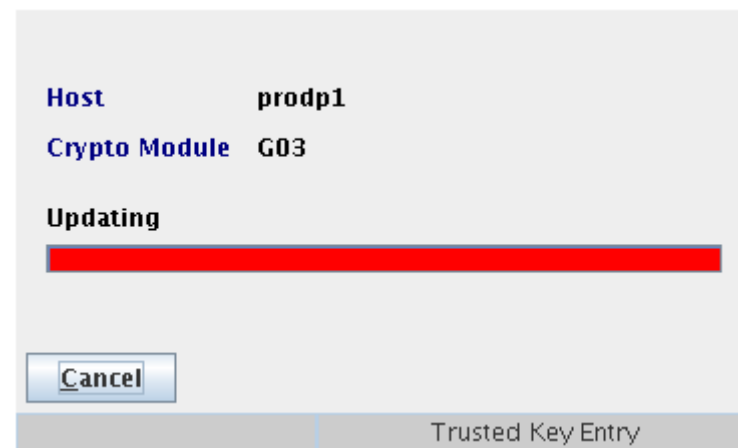 Host prodp1
Crypto Module G03
Updating
Cancel
Trusted Key Entry